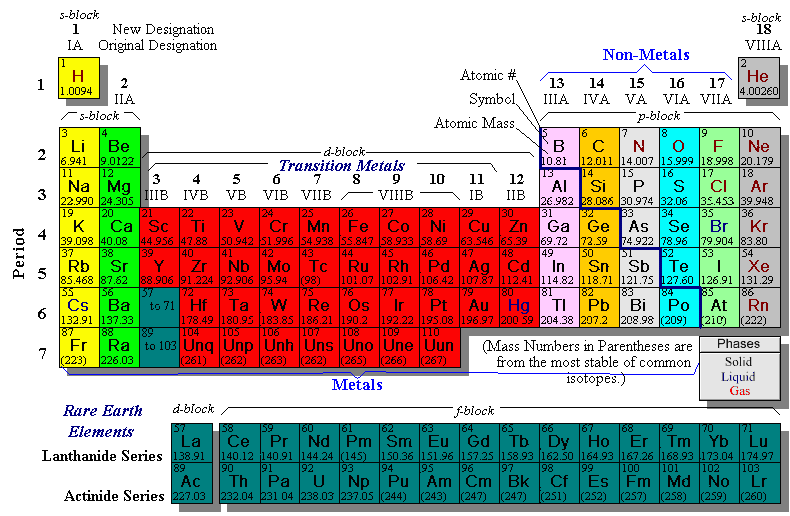 s-block
1
IA
New Designation
Original Designation
s-block
18
VIIIA
Non-Metals
13 14 15 16 17
IIIA IVA VA VIA VIIA
Atomic #
Symbol
Atomic Mass
Period
1
1 H 1.0094
2 He 4.00260
2
IIA
s-block
p-block
d-block
Transition Metals
2
3 Li 6.941
4 Be 9.0122
5 B 10.81
6 C 12.011
7 N 14.007
8 O 15.999
9 F 18.998
10 Ne 20.179
3 4 5 6 7 8 9 10 11 12
IIIB IVB VB VIB VIIB VIIIB IB IIB
3
11 Na 22.990
12 Mg 24.305
13 Al 26.982
14 Si 28.086
15 P 30.974
16 S 32.06
17 Cl 35.453
18 Ar 39.948
4
19 K 39.098
20 Ca 40.08
21 Sc 44.956
22 Ti 47.88
23 V 50.942
24 Cr 51.996
25 Mn 54.938
26 Fe 55.847
27 Co 58.933
28 Ni 58.69
29 Cu 63.546
30 Zn 65.39
31 Ga 69.72
32 Ge 72.59
33 As 74.922
34 Se 78.96
35 Br 79.904
36 Kr 83.80
5
37 Rb 85.468
38 Sr 87.62
39 Y 88.906
40 Zr 91.224
41 Nb 92.906
42 Mo 95.94
43 Tc (98)
44 Ru 101.07
45 Rh 102.91
46 Pd 106.42
47 Ag 107.87
48 Cd 112.41
49 In 114.82
50 Sn 118.71
51 Sb 121.75
52 Te 127.60
53 I 126.91
54 Xe 131.29
6
55 Cs 132.91
56 Ba 137.33
57 to 71
72 Hf 178.49
73 Ta 180.95
74 W 183.85
75 Re 186.21
76 Os 190.2
77 Ir 192.22
78 Pt 195.08
79 Au 196.97
80 Hg 200.59
81 Tl 204.38
82 Pb 207.2
83 Bi 208.98
84 Po (209)
85 At (210)
86 Rn (222)
7
87 Fr (223)
88 Ra 226.03
89 to 103
104 Unq (261)
105 Unp (262)
106 Unh (263)
107 Uns (262)
108 Uno (265)
109 Une (266)
110 Uun (267)
Metals
(Mass Numbers in Parentheses are
from the most stable of common
isotopes.)
Phases
Solid
Liquid
Gas
Rare Earth
Elements
d-block
f-block
Lanthanide Series
57 La 138.91
58 Ce 140.12
59 Pr 140.91
60 Nd 144.24
61 Pm (145)
62 Sm 150.36
63 Eu 151.96
64 Gd 157.25
65 Tb 158.93
66 Dy 162.50
67 Ho 164.93
68 Er 167.26
69 Tm 168.93
70 Yb 173.04
71 Lu 174.97
Actinide Series
89 Ac 227.03
90 Th 232.04
91 Pa 231.04
92 U 238.03
93 Np 237.05
94 Pu (244)
95 Am (243)
96 Cm (247)
97 Bk (247)
98 Cf (251)
99 Es (252)
100 Fm (257)
101 Md (258)
102 No (259)
103 Lr (260)